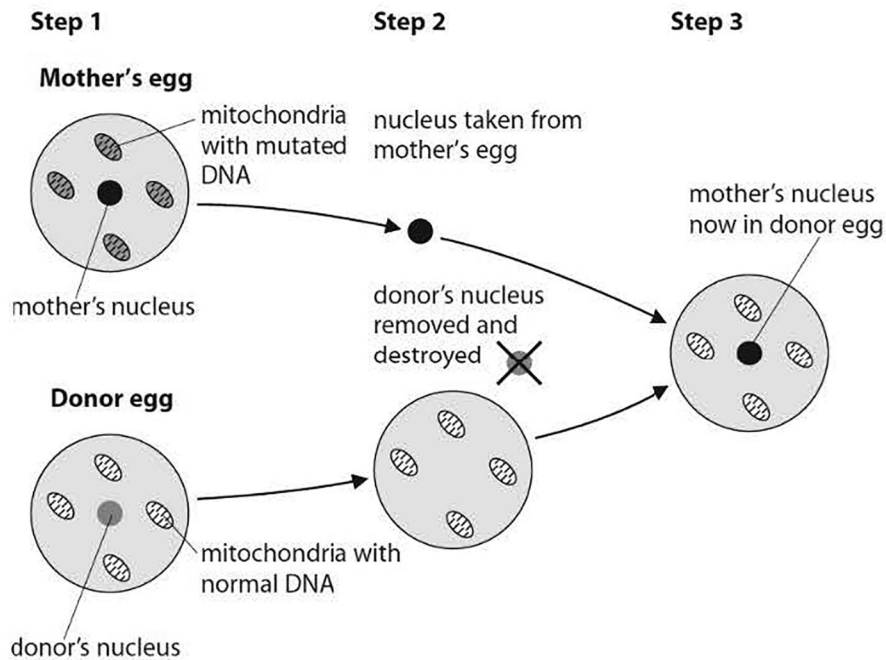 Step 1
Step 2
Step 3
Mother's egg
mitochondria
with mutated
DNA
mother's nucleus
nucleus taken from
mother's egg
mother's nucleus
now in donor egg
donor's nucleus
removed and
destroyed
Donor egg
mitochondria with
normal DNA
donor's nucleus